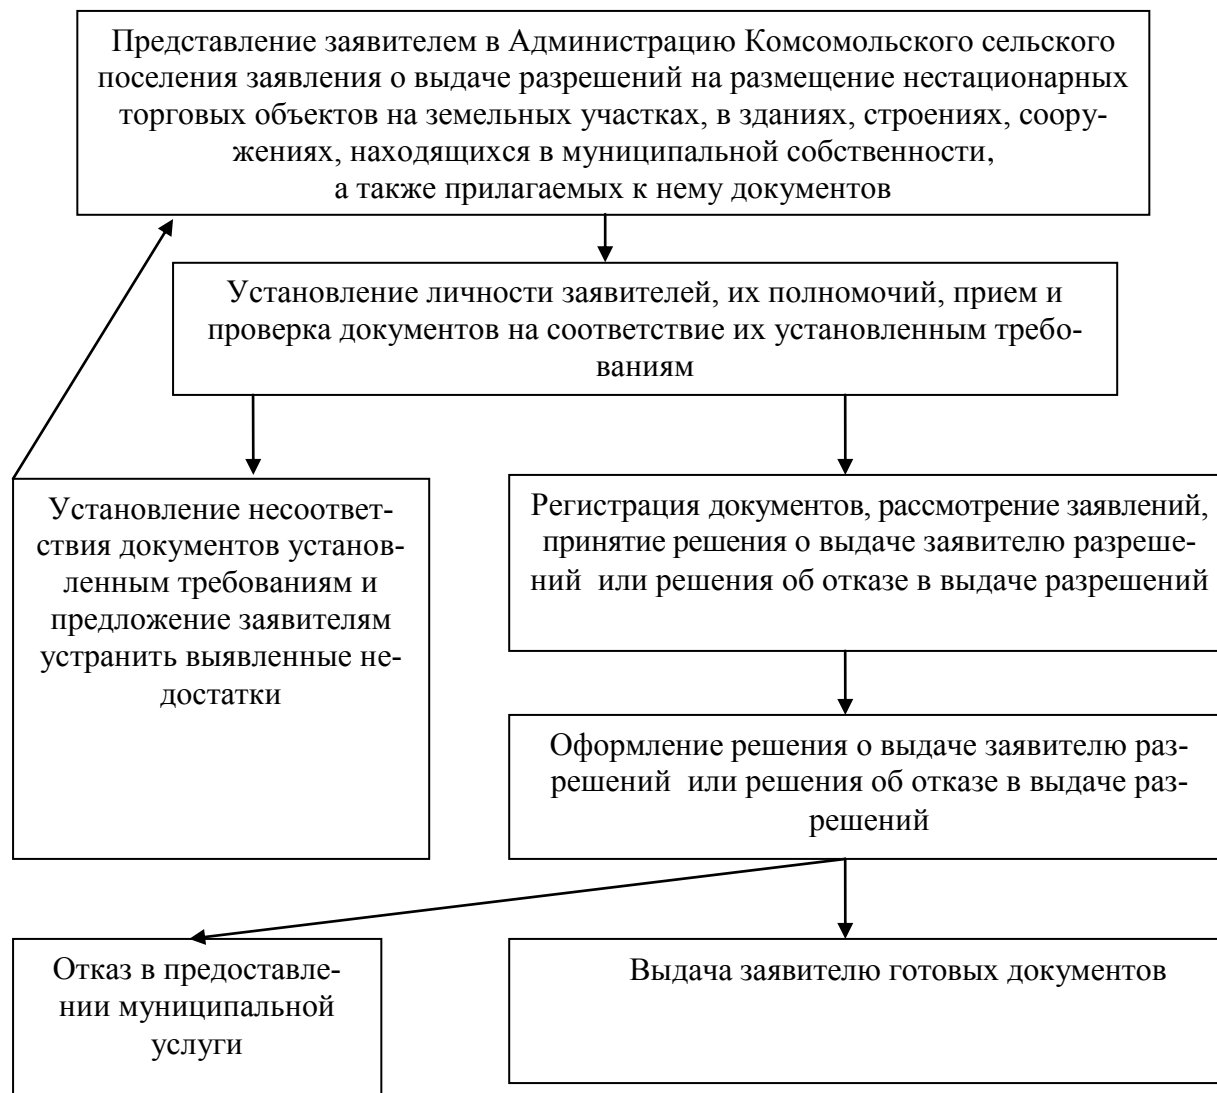 Представление заявителем в Администрацию Комсомольского сельского
поселения заявления о выдаче разрешений на размещение нестационарных
торговых объектов на земельных участках, в зданиях, строениях, соору-
жениях, находящихся в муниципальной собственности,
а также прилагаемых к нему документов
Установление личности заявителей, их полномочий, прием и
проверка документов на соответствие их установленным требо-
ваниям
Установление несоответ-
ствия документов установ-
ленным требованиям и
предложение заявителям
устранить выявленные не-
достатки
Регистрация документов, рассмотрение заявлений,
принятие решения о выдаче заявителю разреше-
ний  или решения об отказе в выдаче разрешений
Оформление решения о выдаче заявителю раз-
решений  или решения об отказе в выдаче раз-
решений
Отказ в предоставле-
нии муниципальной
услуги
Выдача заявителю готовых документов